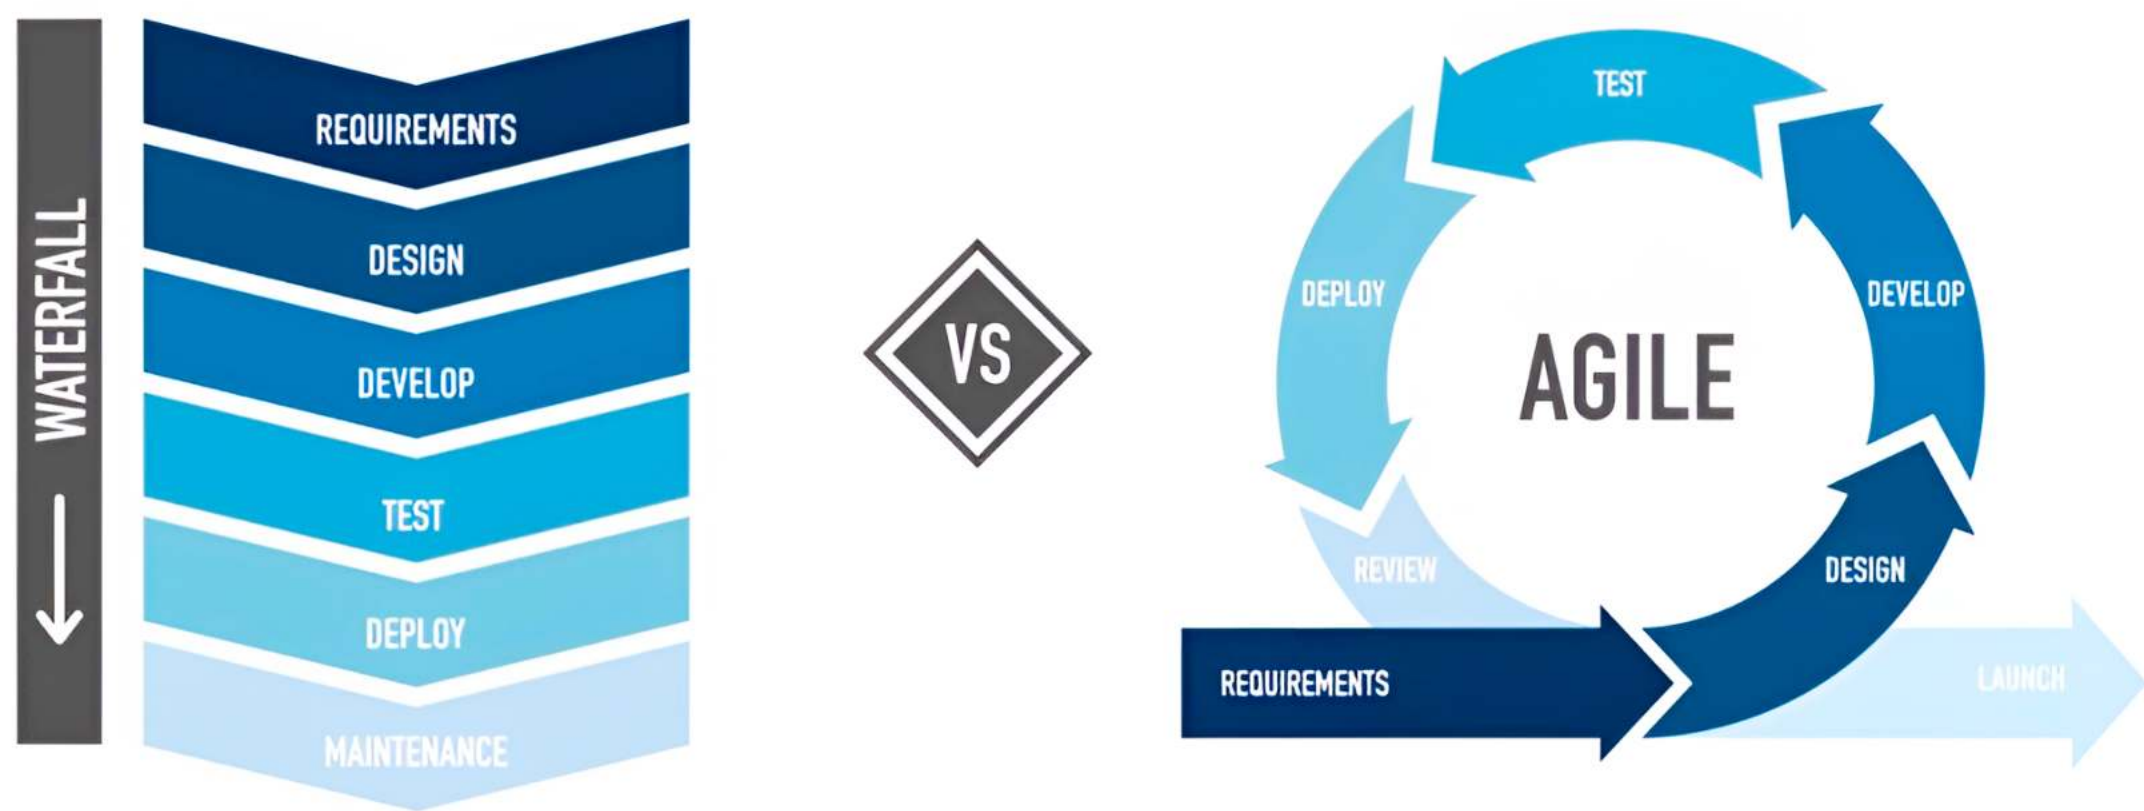 WATERFALL
REQUIREMENTS
DESIGN
DEVELOP
TEST
DEPLOY
MAINTENANCE
VS
AGILE
REQUIREMENTS
DESIGN
DEVELOP
TEST
DEPLOY
REVIEW
LAUNCH